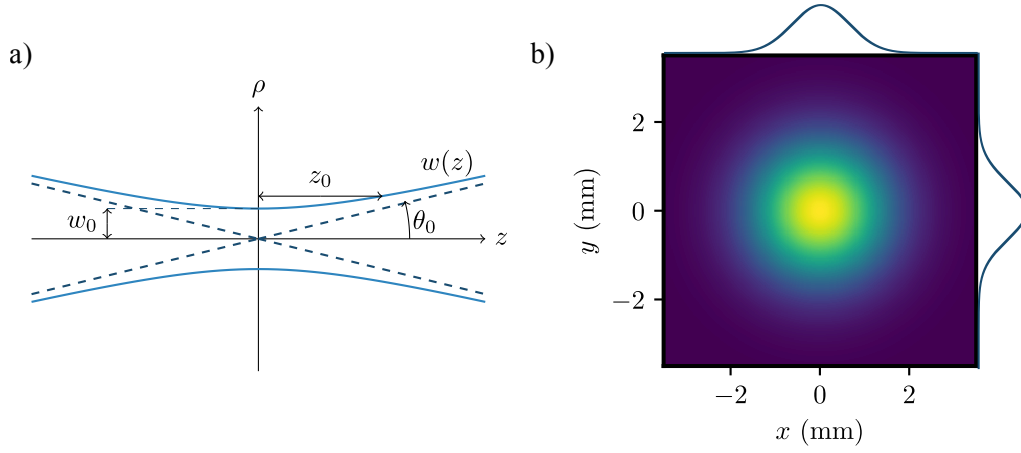 a)
ρ
w(z)
z₀
w₀
θ₀
z
b)
y (mm)
2
0
−2
−2 0 2
x (mm)